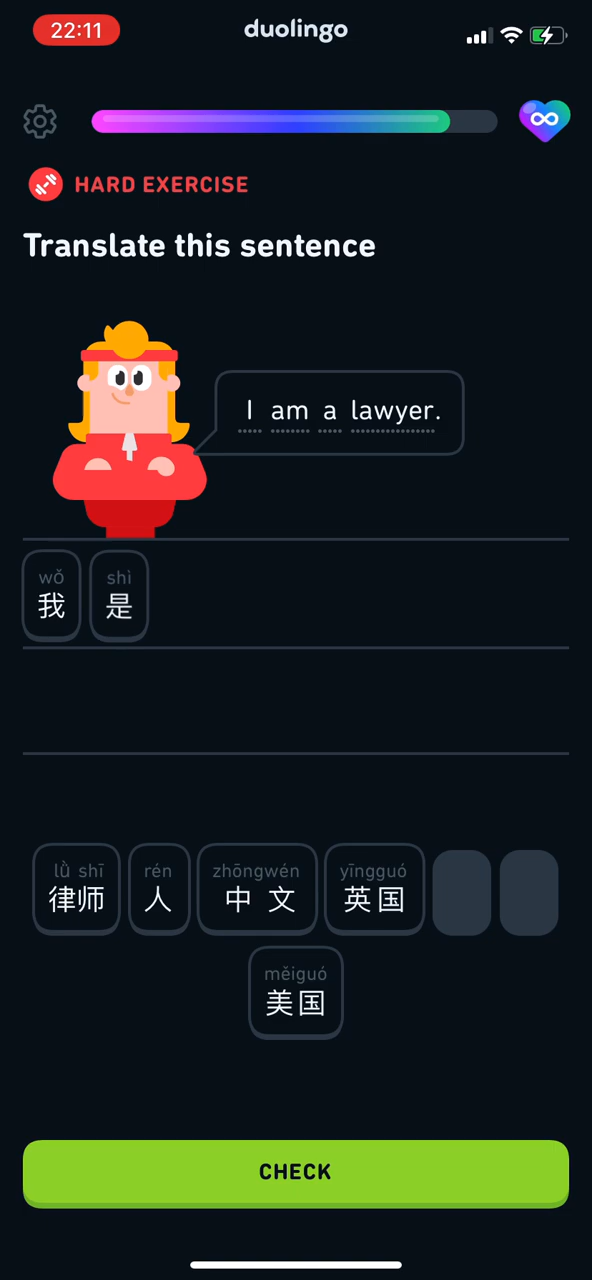 22:11 duolingo
HARD EXERCISE
Translate this sentence
I am a lawyer.
wǒ shì
我 是
lǜ shī rén zhōngwén yīngguó
律师 人 中文 英国
měiguó
美国
CHECK